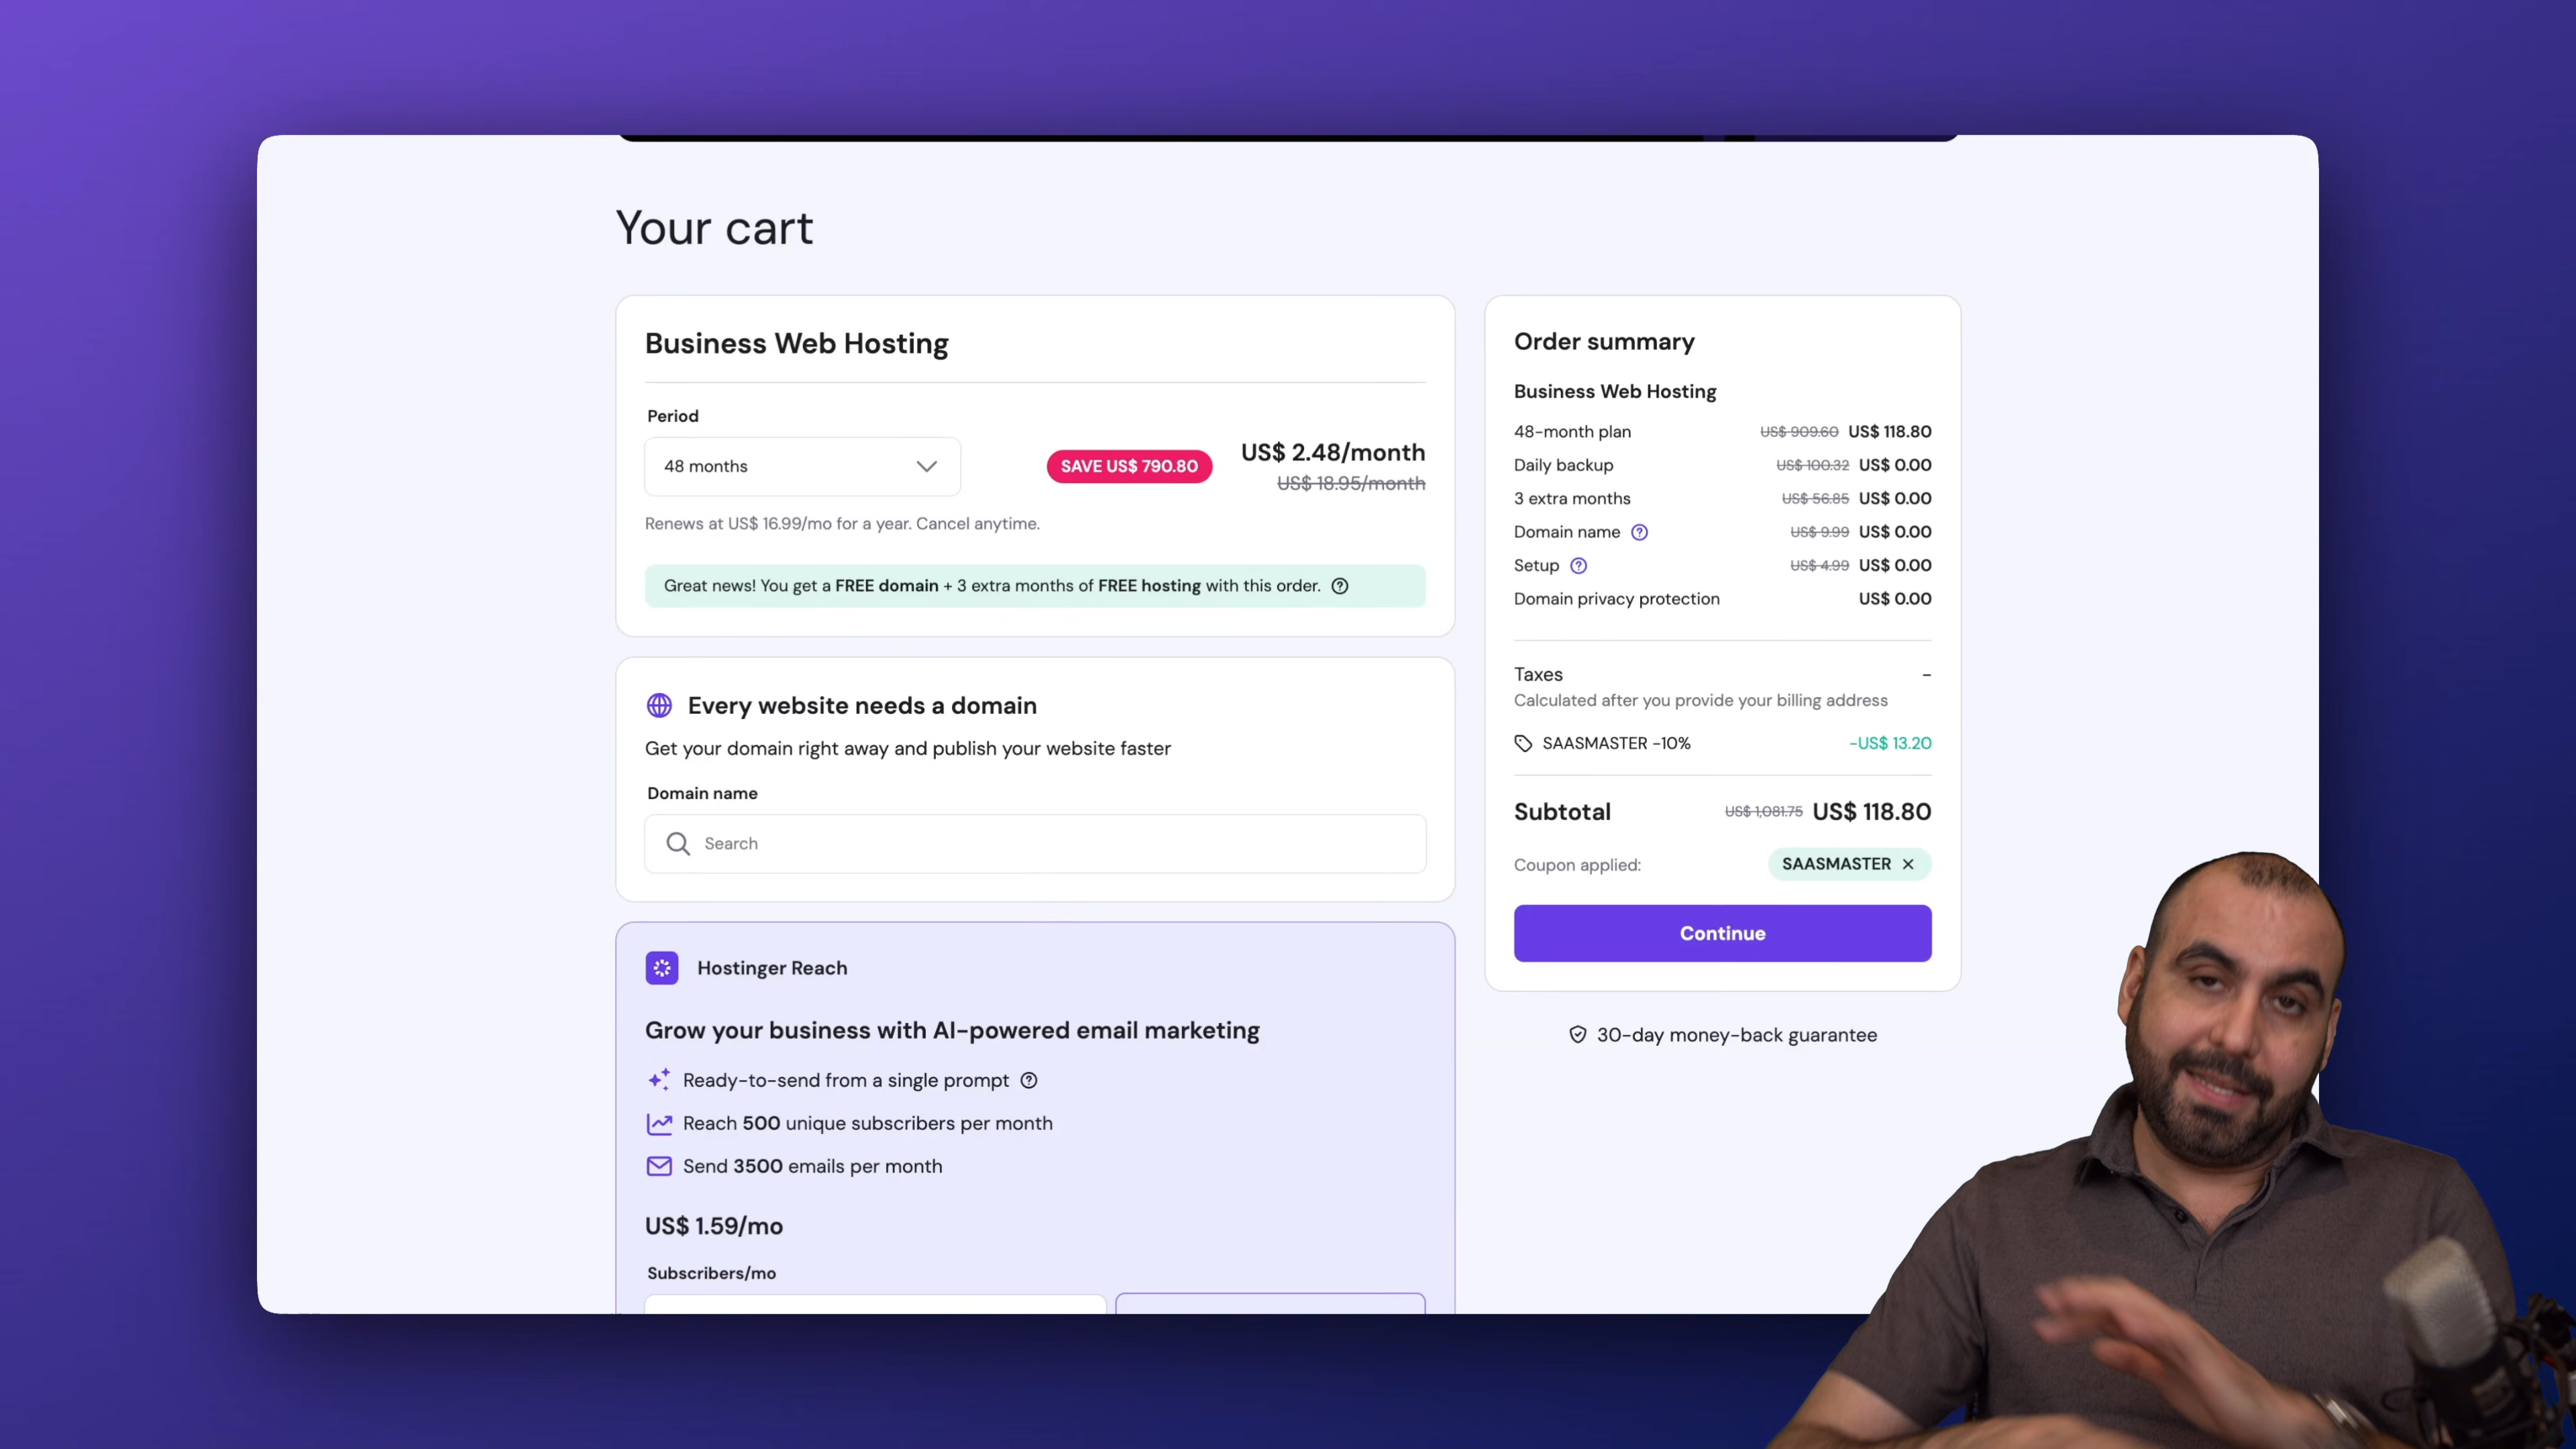 Your cart
Business Web Hosting
Period
48 months
SAVE US$ 790.80
US$ 2.48/month
US$ 18.95/month
Renews at US$ 16.99/mo for a year. Cancel anytime.
Great news! You get a FREE domain + 3 extra months of FREE hosting with this order.
Every website needs a domain
Get your domain right away and publish your website faster
Domain name
Search
Hostinger Reach
Grow your business with AI-powered email marketing
Ready-to-send from a single prompt
Reach 500 unique subscribers per month
Send 3500 emails per month
US$ 1.59/mo
Subscribers/mo
Order summary
Business Web Hosting
48-month plan US$ 909.60 US$ 118.80
Daily backup US$ 100.32 US$ 0.00
3 extra months US$ 56.85 US$ 0.00
Domain name US$ 9.99 US$ 0.00
Setup US$ 4.99 US$ 0.00
Domain privacy protection US$ 0.00
Taxes -
Calculated after you provide your billing address
SAASMASTER -10% -US$ 13.20
Subtotal US$ 1,081.75 US$ 118.80
Coupon applied: SAASMASTER
Continue
30-day money-back guarantee